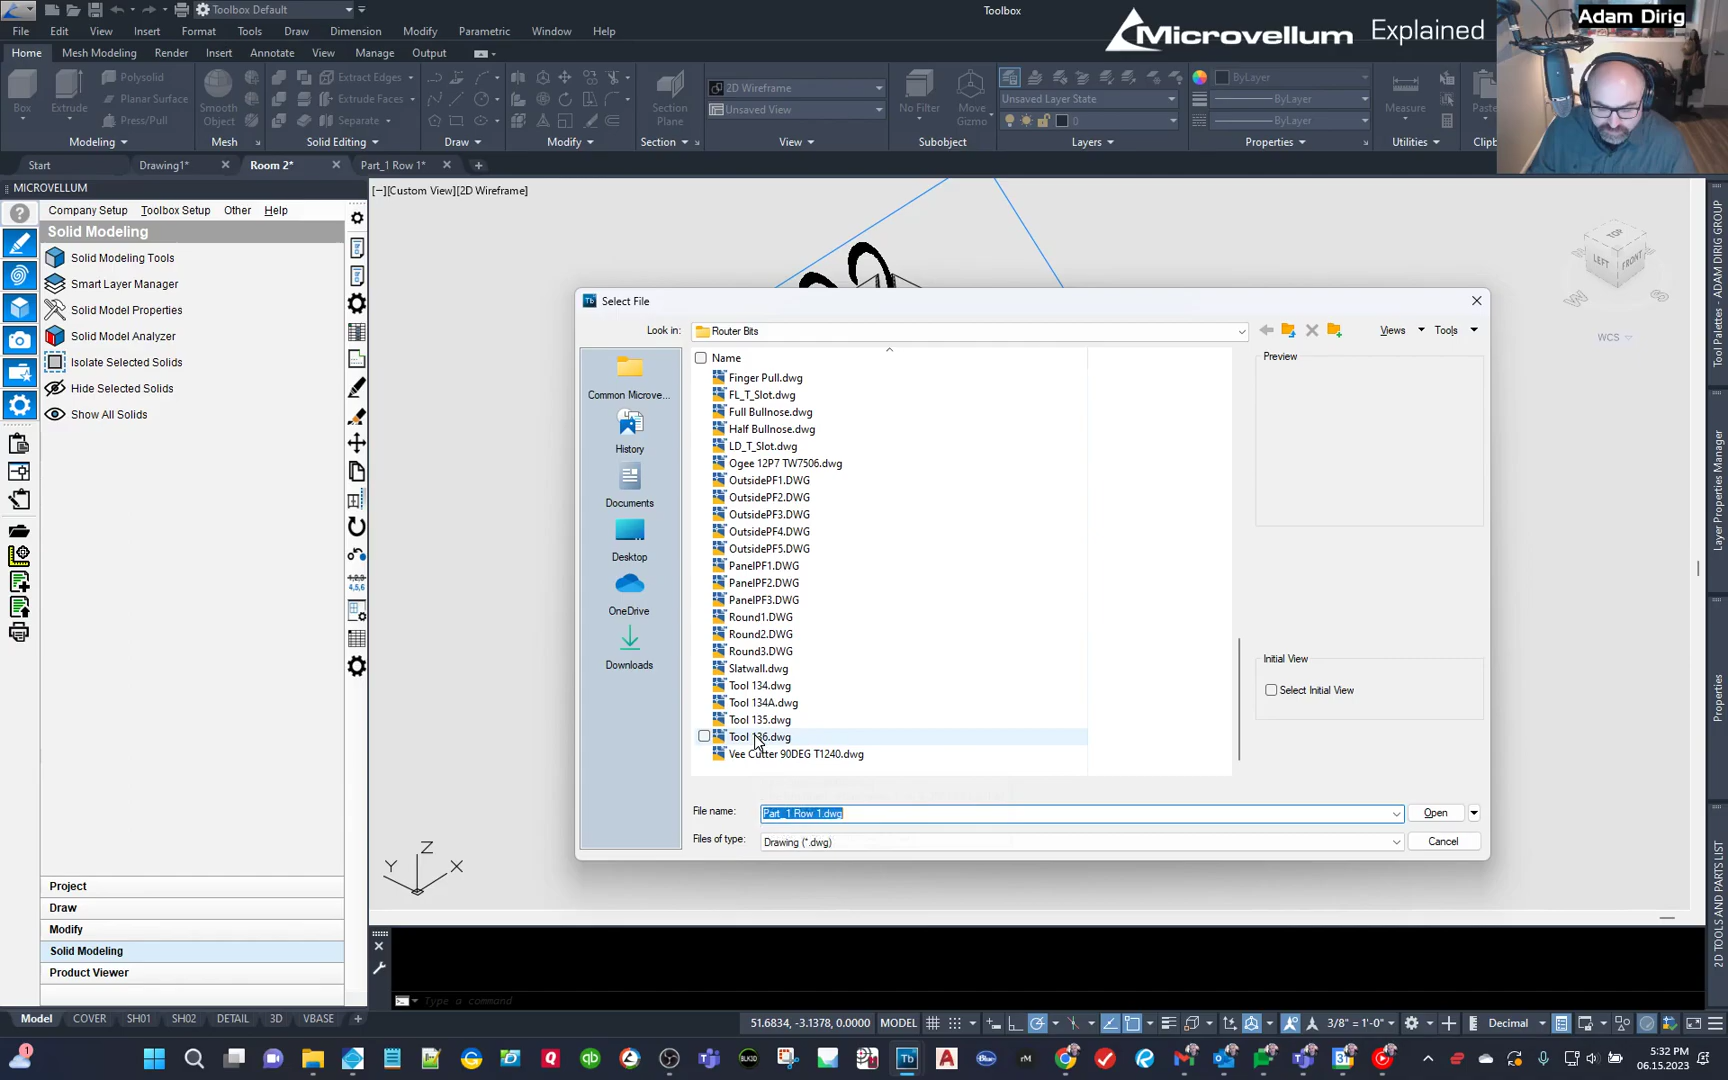 Toolbox Default
Toolbox
Microvellum Explained
Adam Dirig
File Edit View Insert Format Tools Draw Dimension Modify Parametric Window Express Help
Home Mesh Modeling Render Insert Annotate View Manage Output
Box
Extrude
Polysolid
Planar Surface
Press/Pull
Smooth
Object
Extract Edges
Extrude Faces
Separate
Section
Plane
2D Wireframe
Unsaved View
No Filter
Move
Gizmo
Unsaved Layer State
0
ByLayer
ByLayer
ByLayer
Measure
Paste
Modeling Mesh Solid Editing Draw Modify Section View Subobject Layers Properties Utilities Clipb
Start Drawing1* Room 2* Part_1 Row 1*
MICROVELLUM
[−][Custom View][2D Wireframe]
Company Setup Toolbox Setup Other Help
Solid Modeling
Solid Modeling Tools
Smart Layer Manager
Solid Model Properties
Solid Model Analyzer
Isolate Selected Solids
Hide Selected Solids
Show All Solids
Project
Draw
Modify
Solid Modeling
Product Viewer
TOP
LEFT
FRONT
W
S
WCS
Select File
Look in: Router Bits
Views Tools
Common Microve...
History
Documents
Desktop
OneDrive
Downloads
Name
Finger Pull.dwg
FL_T_Slot.dwg
Full Bullnose.dwg
Half Bullnose.dwg
LD_T_Slot.dwg
Ogee 12P7 TW7506.dwg
OutsidePF1.DWG
OutsidePF2.DWG
OutsidePF3.DWG
OutsidePF4.DWG
OutsidePF5.DWG
PanelPF1.DWG
PanelPF2.DWG
PanelPF3.DWG
Round1.DWG
Round2.DWG
Round3.DWG
Slatwall.dwg
Tool 134.dwg
Tool 134A.dwg
Tool 135.dwg
Tool 136.dwg
Vee Cutter 90DEG T1240.dwg
Preview
Initial View
Select Initial View
File name: Part_1 Row 1.dwg
Open
Files of type: Drawing (*.dwg)
Cancel
Z
Y
X
Tool Palettes - ADAM DIRIG GROUP
Layer Properties Manager
Properties
2D TOOLS AND PARTS LIST
Type a command
Model COVER SH01 SH02 DETAIL 3D VBASE
51.6834, -3.1378, 0.0000 MODEL
3/8" = 1'-0"
Decimal
5:32 PM
06.15.2023